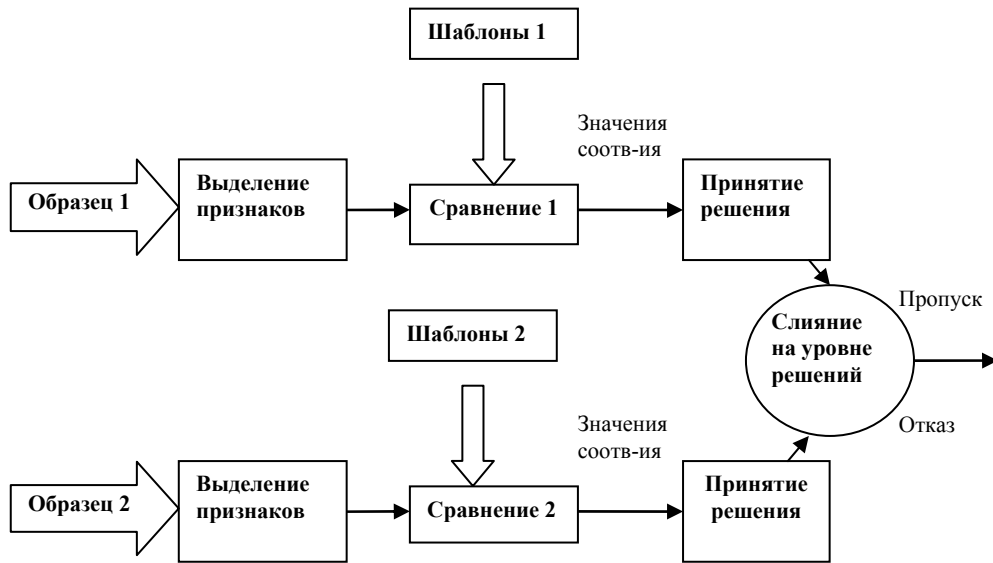 Шаблоны 1
Значения
соотв-ия
Образец 1
Выделение
признаков
Сравнение 1
Принятие
решения
Шаблоны 2
Слияние
на уровне
решений
Пропуск
Отказ
Значения
соотв-ия
Образец 2
Выделение
признаков
Сравнение 2
Принятие
решения